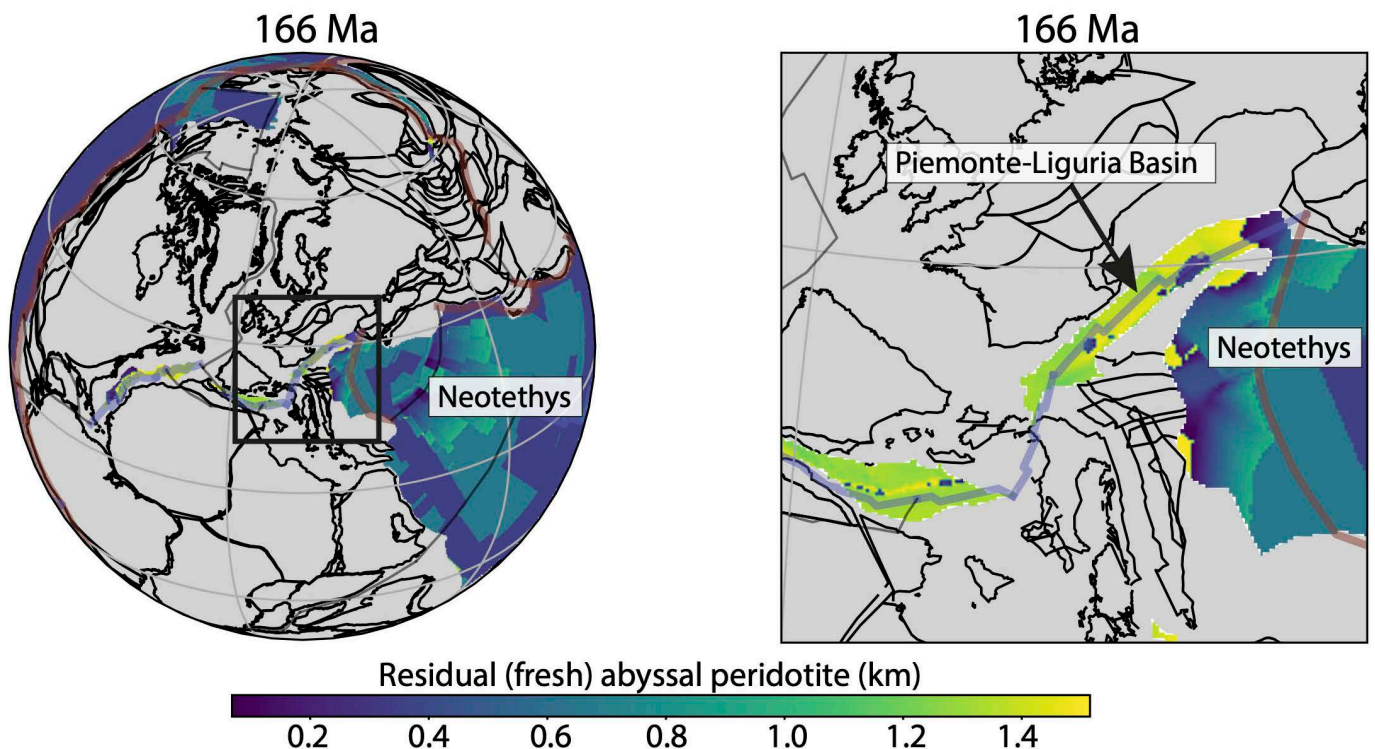 166 Ma
166 Ma
Piemonte-Liguria Basin
Neotethys
Neotethys
Residual (fresh) abyssal peridotite (km)
0.2 0.4 0.6 0.8 1.0 1.2 1.4